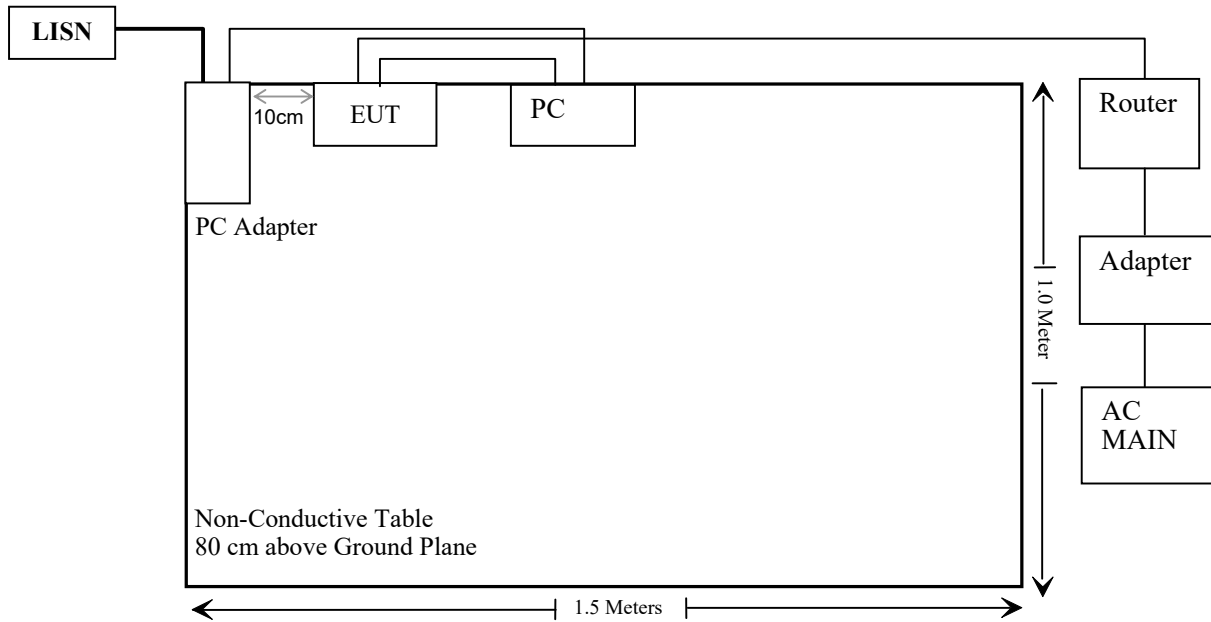 LISN
10cm
EUT
PC
Router
PC Adapter
Adapter
1.0 Meter
AC
MAIN
Non-Conductive Table
80 cm above Ground Plane
1.5 Meters